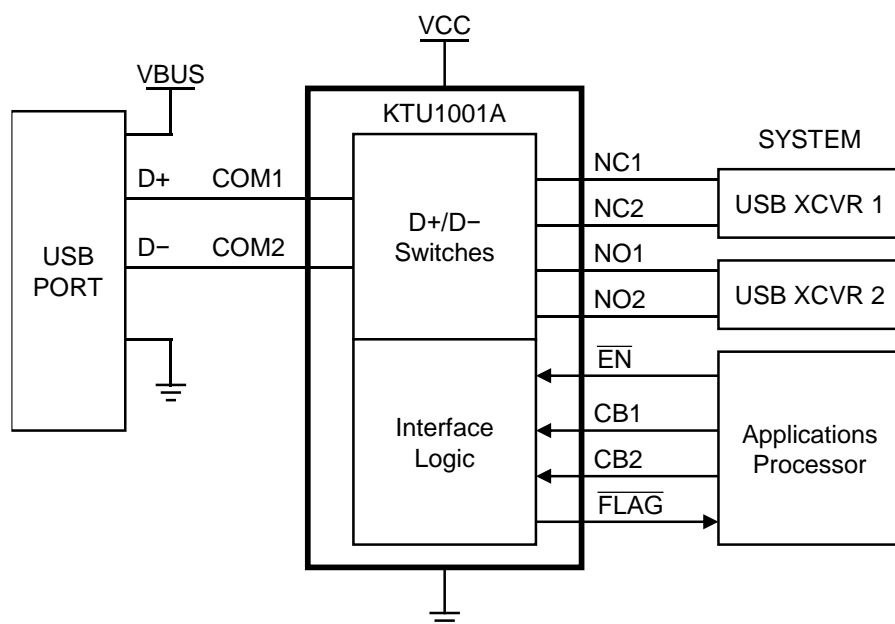 VCC
VBUS
KTU1001A
SYSTEM
D+ COM1
D− COM2
USB
PORT
D+/D−
Switches
NC1
NC2
NO1
NO2
USB XCVR 1
USB XCVR 2
Interface
Logic
EN
CB1
CB2
FLAG
Applications
Processor